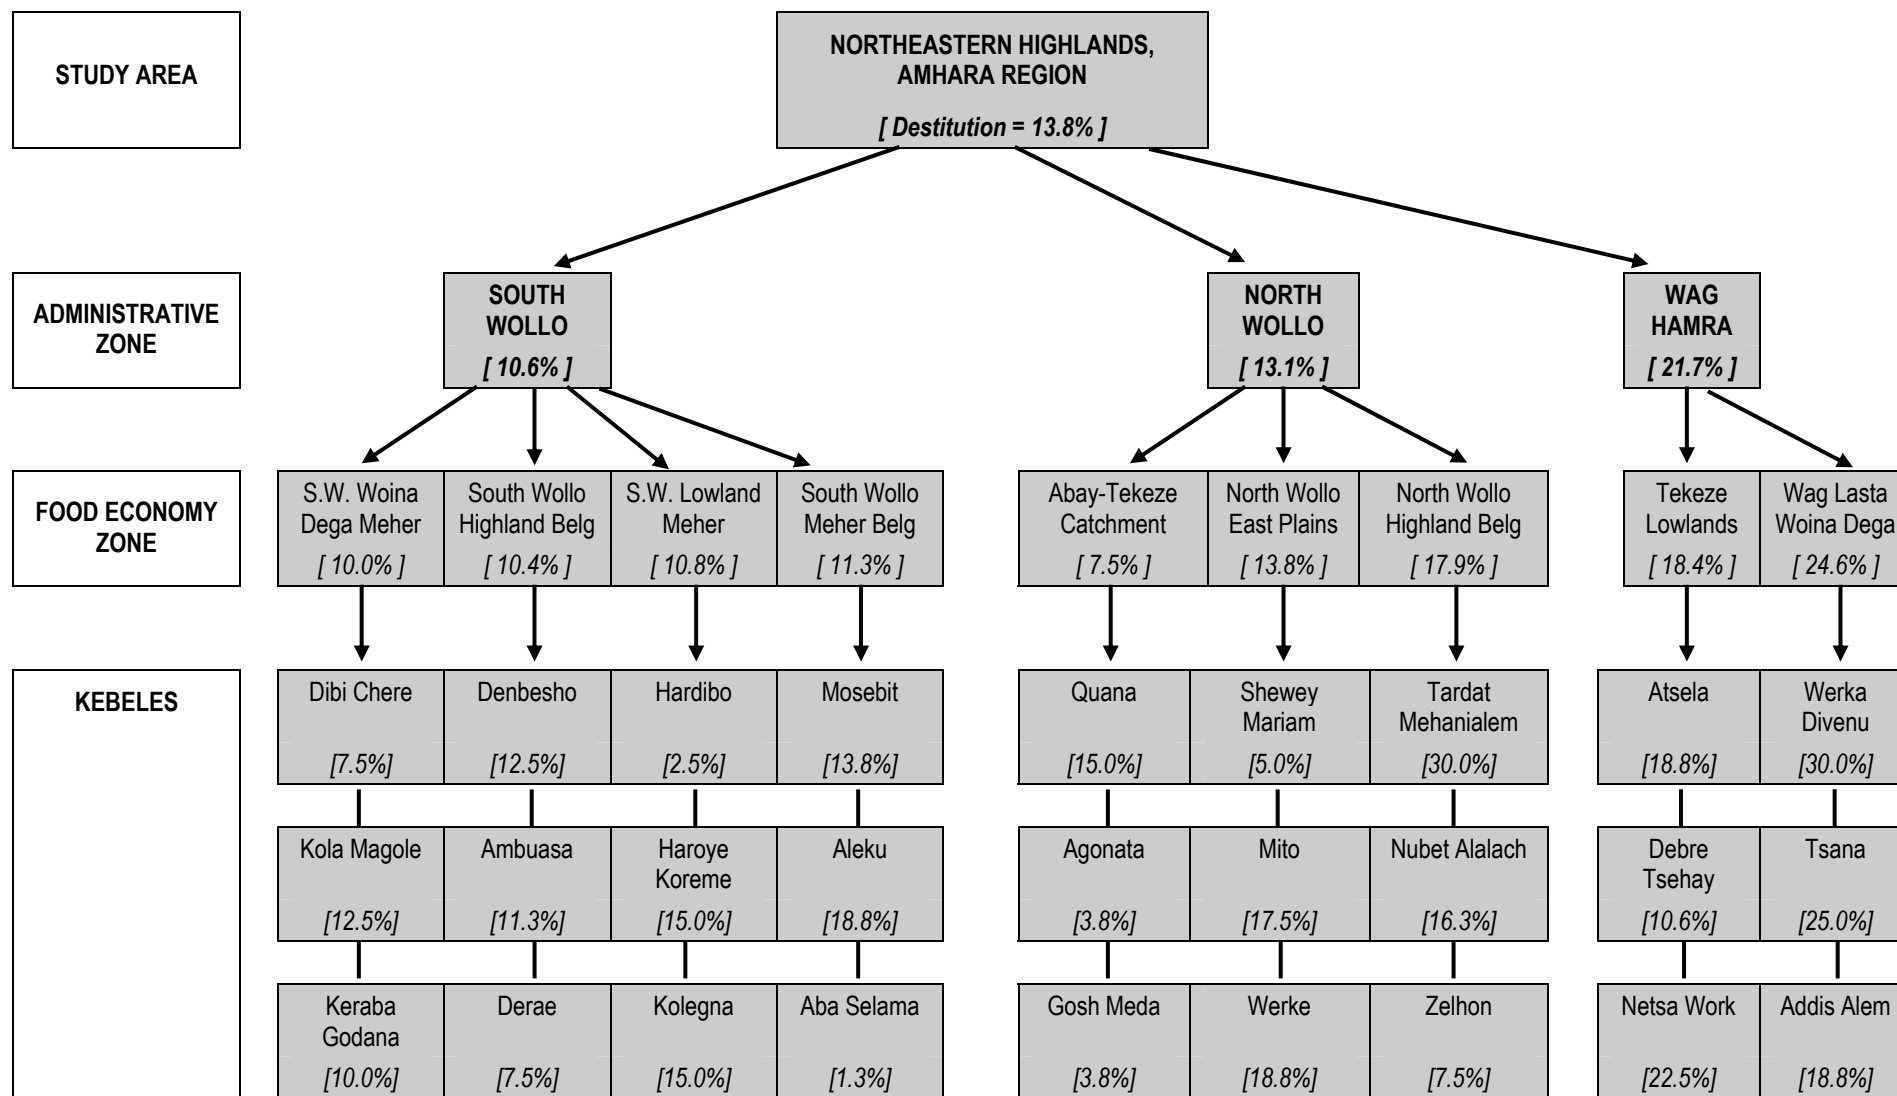 STUDY AREA
NORTHEASTERN HIGHLANDS,
AMHARA REGION
[ Destitution = 13.8% ]
ADMINISTRATIVE
ZONE
SOUTH
WOLLO
[ 10.6% ]
NORTH
WOLLO
[ 13.1% ]
WAG
HAMRA
[ 21.7% ]
FOOD ECONOMY
ZONE
S.W. Woina
Dega Meher
[ 10.0% ]
South Wollo
Highland Belg
[ 10.4% ]
S.W. Lowland
Meher
[ 10.8% ]
South Wollo
Meher Belg
[ 11.3% ]
Abay-Tekeze
Catchment
[ 7.5% ]
North Wollo
East Plains
[ 13.8% ]
North Wollo
Highland Belg
[ 17.9% ]
Tekeze
Lowlands
[ 18.4% ]
Wag Lasta
Woina Dega
[ 24.6% ]
KEBELES
Dibi Chere
[7.5%]
Denbesho
[12.5%]
Hardibo
[2.5%]
Mosebit
[13.8%]
Quana
[15.0%]
Shewey
Mariam
[5.0%]
Tardat
Mehanialem
[30.0%]
Atsela
[18.8%]
Werka
Divenu
[30.0%]
Kola Magole
[12.5%]
Ambuasa
[11.3%]
Haroye
Koreme
[15.0%]
Aleku
[18.8%]
Agonata
[3.8%]
Mito
[17.5%]
Nubet Alalach
[16.3%]
Debre
Tsehay
[10.6%]
Tsana
[25.0%]
Keraba
Godana
[10.0%]
Derae
[7.5%]
Kolegna
[15.0%]
Aba Selama
[1.3%]
Gosh Meda
[3.8%]
Werke
[18.8%]
Zelhon
[7.5%]
Netsa Work
[22.5%]
Addis Alem
[18.8%]